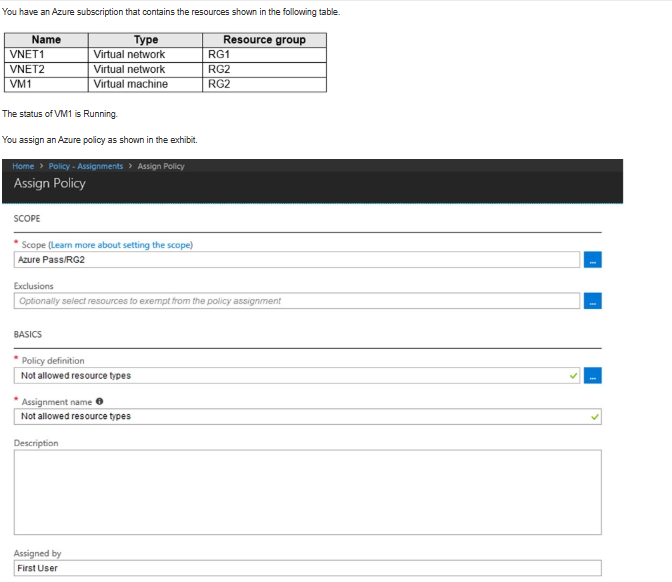 You have an Azure subscription that contains the resources shown in the following table.
Name Type Resource group
VNET1 Virtual network RG1
VNET2 Virtual network RG2
VM1 Virtual machine RG2
The status of VM1 is Running.
You assign an Azure policy as shown in the exhibit.
Home > Policy - Assignments > Assign Policy
Assign Policy
SCOPE
* Scope (Learn more about setting the scope)
Azure Pass/RG2
...
Exclusions
Optionally select resources to exempt from the policy assignment
...
BASICS
* Policy definition
Not allowed resource types
...
* Assignment name
Not allowed resource types
Description
Assigned by
First User